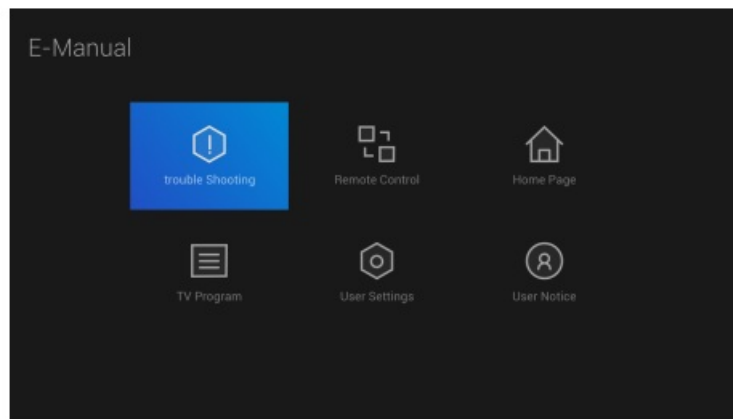 E-Manual
trouble Shooting
Remote Control
Home Page
TV Program
User Settings
User Notice